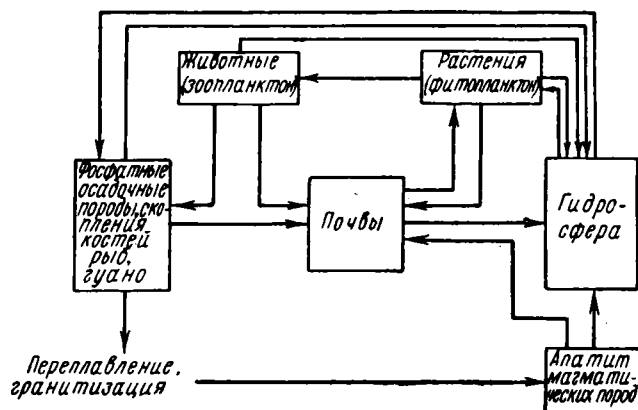 Животные
(зоопланктон)
Растения
(фитопланктон)
Фосфатные
осадочные
породы, ско-
пления
костей
рыб,
гуано
Почвы
Гидро-
сфера
Переплавление,
гранитизация
Апатит
магмати-
ческих пород